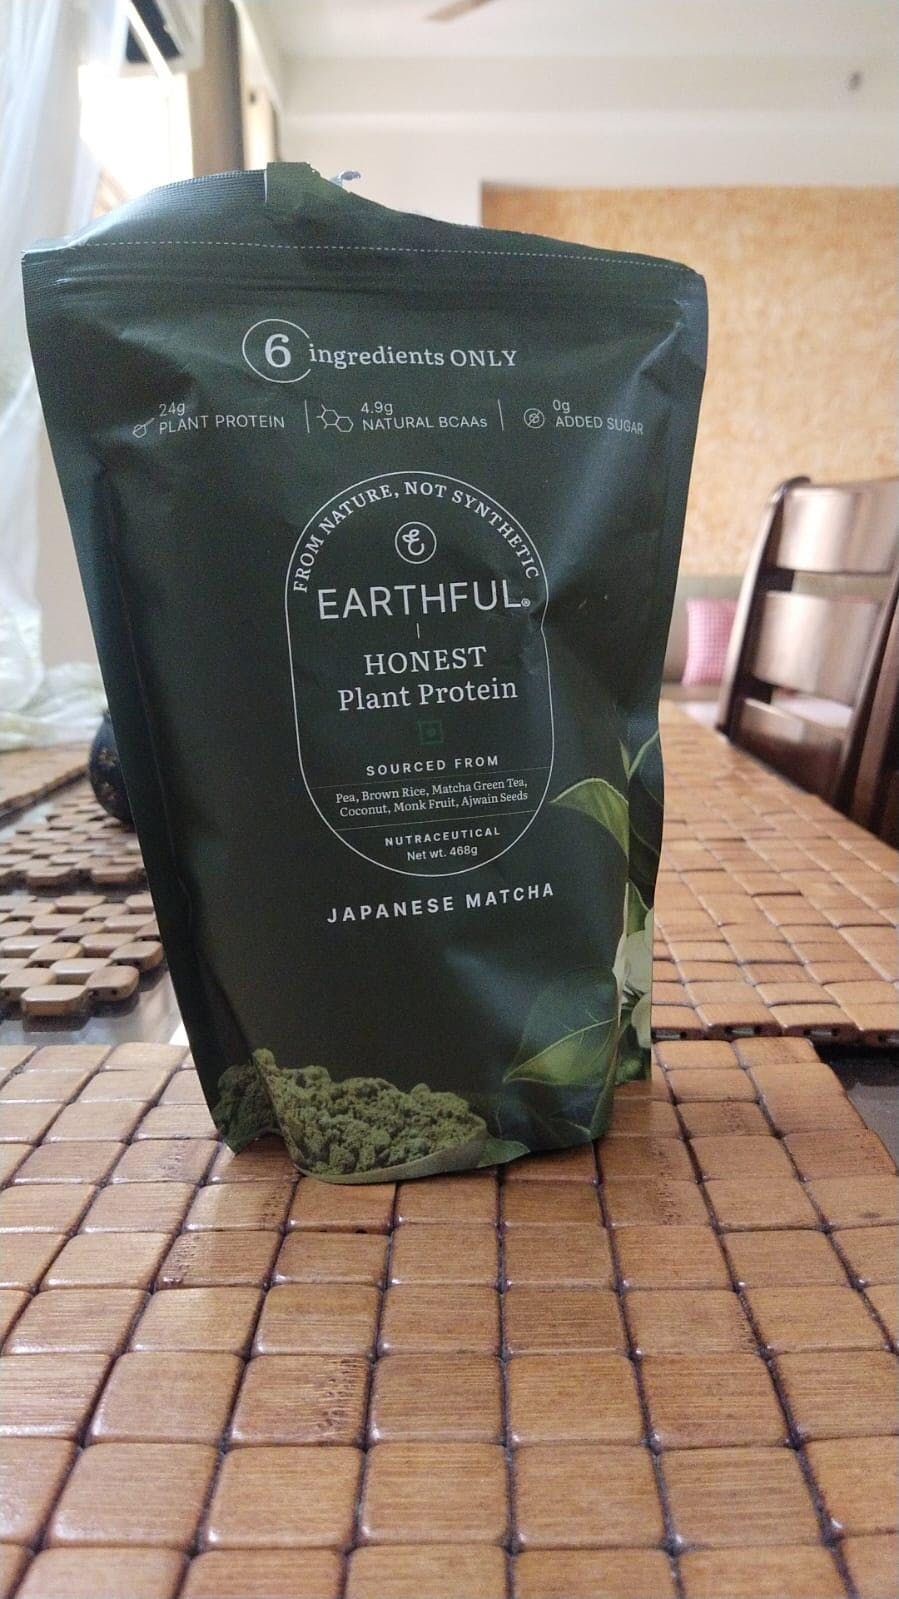 6 ingredients ONLY
24g
PLANT PROTEIN
4.9g
NATURAL BCAAs
0g
ADDED SUGAR
FROM NATURE, NOT SYNTHETIC
EARTHFUL®
HONEST
Plant Protein
SOURCED FROM
Pea, Brown Rice, Matcha Green Tea,
Coconut, Monk Fruit, Ajwain Seeds
NUTRACEUTICAL
Net wt. 468g
JAPANESE MATCHA